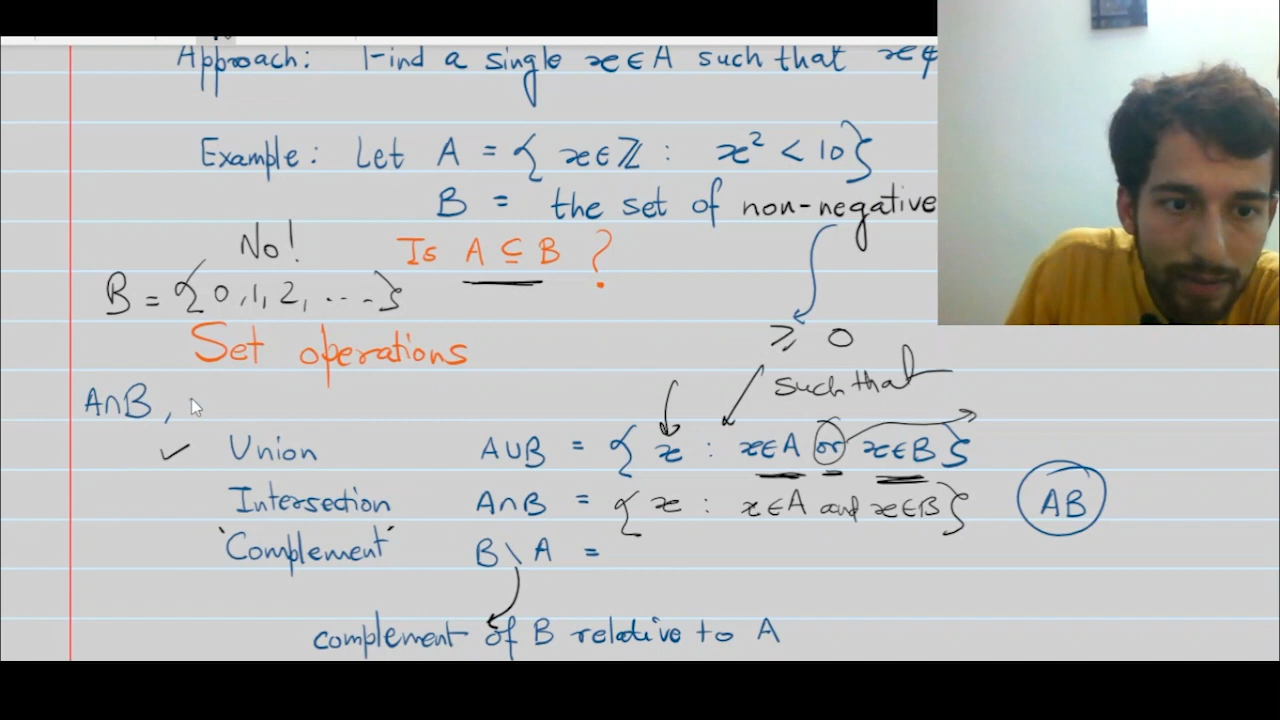 Approach: Find a single x∈A such that x∉
Example: Let A = { x∈ℤ : x² < 10}
B = the set of non-negative
No! Is A ⊆ B ?
B = {0,1,2, ....}
≥ 0
Set operations
such that
A∩B ,
✓ Union A∪B = { x : x∈A or x∈B}
Intersection A∩B = { x : x∈A and x∈B} AB
"Complement" B \ A =
complement of B relative to A